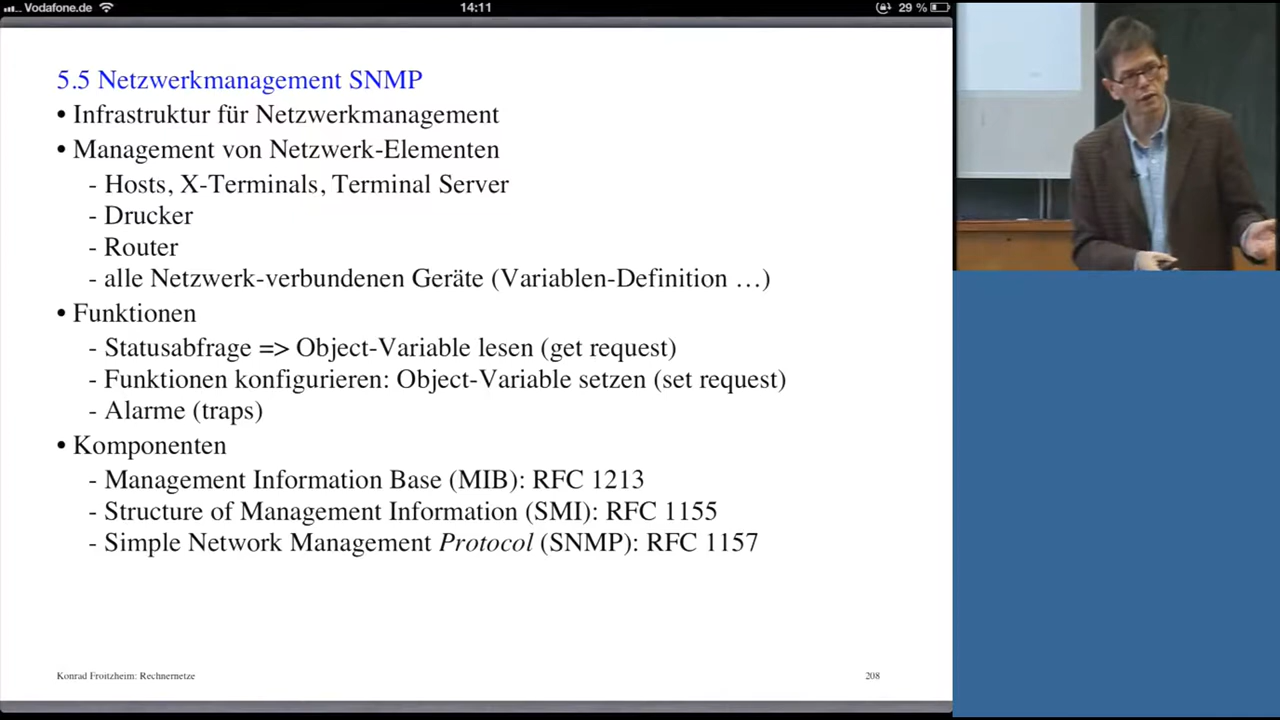 Vodafone.de
14:11
29 %
5.5 Netzwerkmanagement SNMP
• Infrastruktur für Netzwerkmanagement
• Management von Netzwerk-Elementen
- Hosts, X-Terminals, Terminal Server
- Drucker
- Router
- alle Netzwerk-verbundenen Geräte (Variablen-Definition …)
• Funktionen
- Statusabfrage => Object-Variable lesen (get request)
- Funktionen konfigurieren: Object-Variable setzen (set request)
- Alarme (traps)
• Komponenten
- Management Information Base (MIB): RFC 1213
- Structure of Management Information (SMI): RFC 1155
- Simple Network Management Protocol (SNMP): RFC 1157
Konrad Froitzheim: Rechnernetze
208